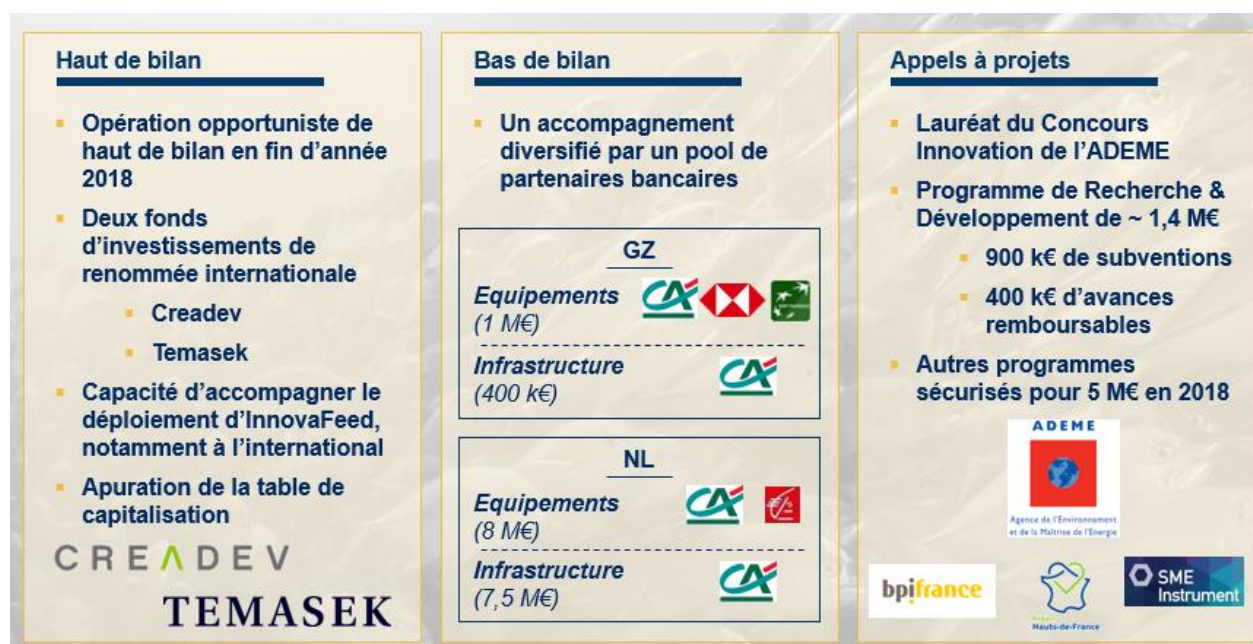 Haut de bilan
Opération opportuniste de
haut de bilan en fin d'année
2018
Deux fonds
d'investissements de
renommée internationale
Creadev
Temasek
Capacité d'accompagner le
déploiement d'InnovaFeed,
notamment à l'international
Apuration de la table de
capitalisation
CREADEV
TEMASEK
Bas de bilan
Un accompagnement
diversifié par un pool de
partenaires bancaires
GZ
Equipements
(1 M€)
Infrastructure
(400 k€)
NL
Equipements
(8 M€)
Infrastructure
(7,5 M€)
Appels à projets
Lauréat du Concours
Innovation de l'ADEME
Programme de Recherche &
Développement de ~ 1,4 M€
900 k€ de subventions
400 k€ d'avances
remboursables
Autres programmes
sécurisés pour 5 M€ en 2018
ADEME
Agence de l'Environnement
et de la Maîtrise de l'Energie
bpifrance
Hauts-de-France
SME
Instrument